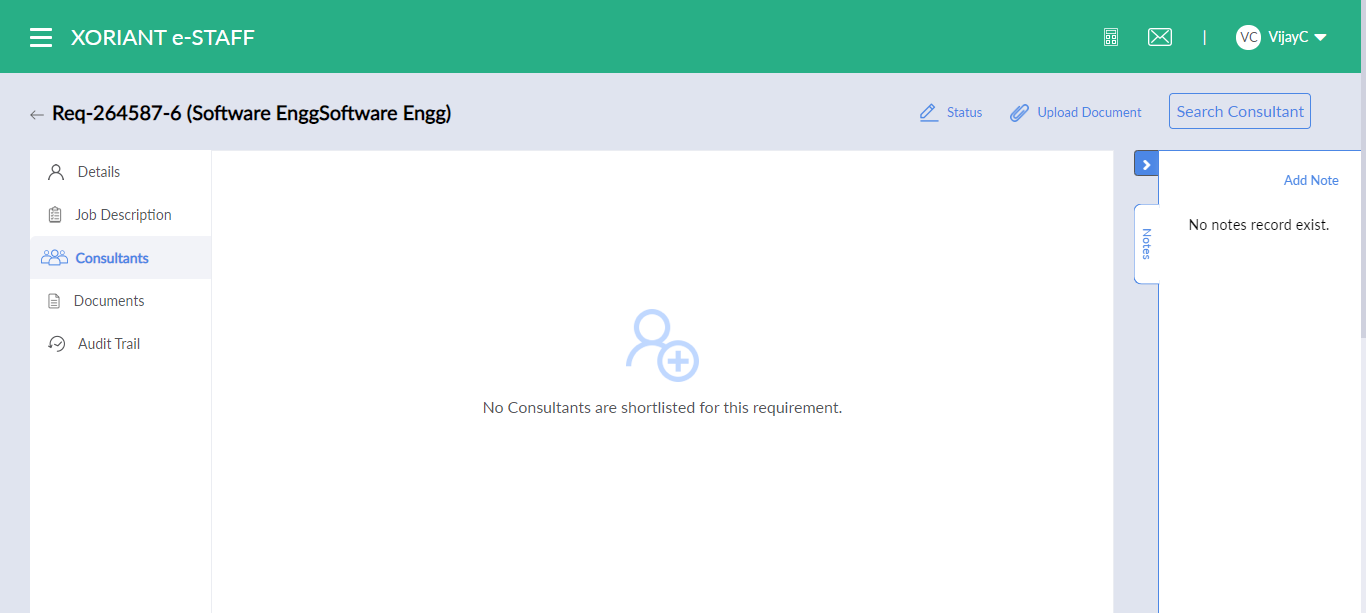 XORIANT e-STAFF
|
VC VijayC
Req-264587-6 (Software EnggSoftware Engg)
Status
Upload Document
Search Consultant
Details
Job Description
Consultants
Documents
Audit Trail
No Consultants are shortlisted for this requirement.
Add Note
Notes
No notes record exist.